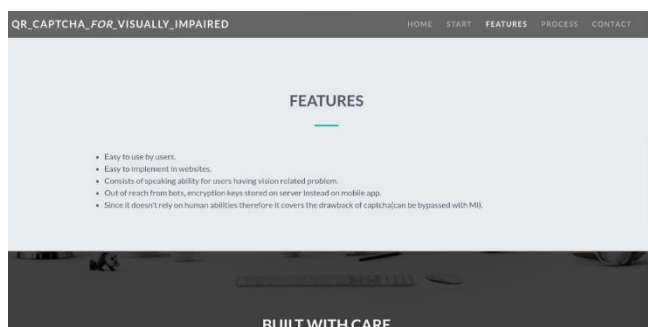 QR_CAPTCHA_FOR_VISUALLY_IMPAIRED
HOME START FEATURES PROCESS CONTACT
FEATURES
• Easy to use by users.
• Easy to implement in websites.
• Consists of speaking ability for users having vision related problem.
• Out of reach from bots, encryption keys stored on server instead on mobile app.
• Since it doesn't rely on human abilities therefore it covers the drawback of captcha(can be bypassed with MI).
BUILT WITH CARE